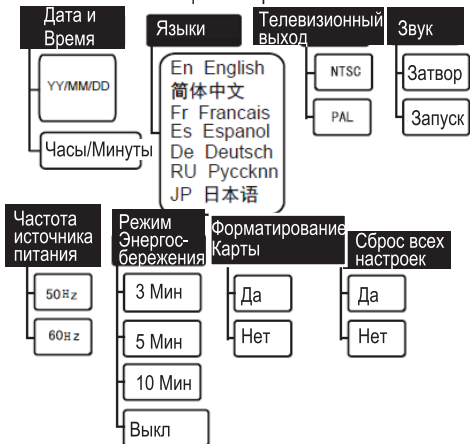 Дата и
Время
YY/MM/DD
Часы/Минуты
Языки
En English
简体中文
Fr Francais
Es Espanol
De Deutsch
RU Русскnn
JP 日本语
Телевизионный
выход
NTSC
PAL
Звук
Затвор
Запуск
Частота
источника
питания
50Hz
60Hz
Режим
Энергос-
бережения
3 Мин
5 Мин
10 Мин
Выкл
Форматирование
Карты
Да
Нет
Сброс всех
настроек
Да
Нет